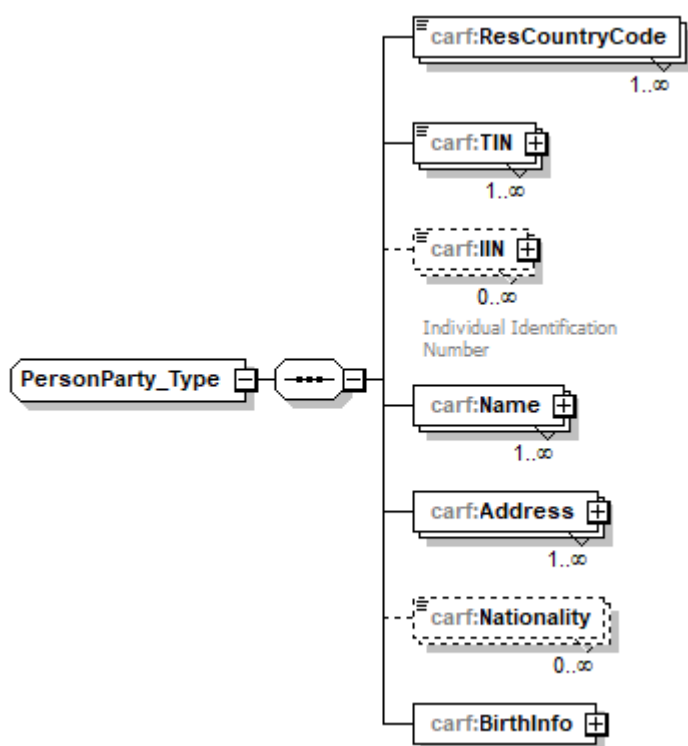 carf:ResCountryCode
1..∞
carf:TIN
1..∞
carf:IIN
0..∞
Individual Identification
Number
PersonParty_Type
carf:Name
1..∞
carf:Address
1..∞
carf:Nationality
0..∞
carf:BirthInfo